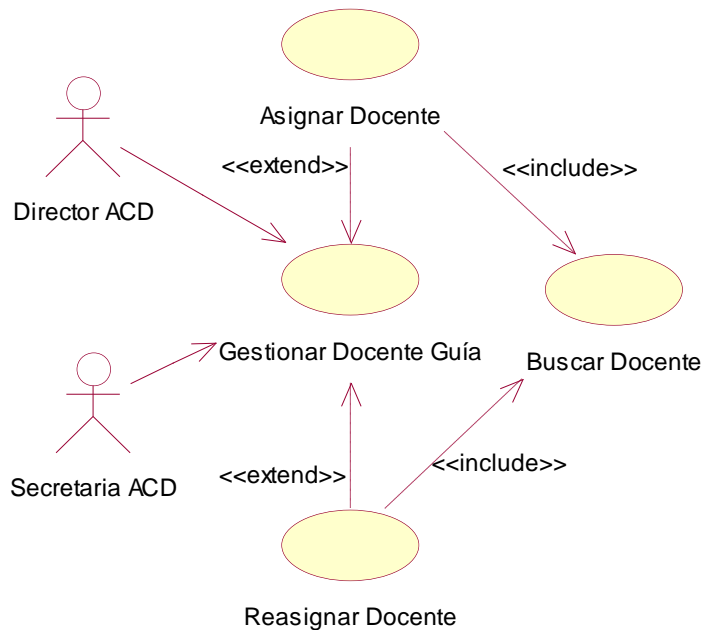 Asignar Docente
<<extend>>
<<include>>
Director ACD
Gestionar Docente Guía
Buscar Docente
<<extend>>
<<include>>
Secretaria ACD
Reasignar Docente